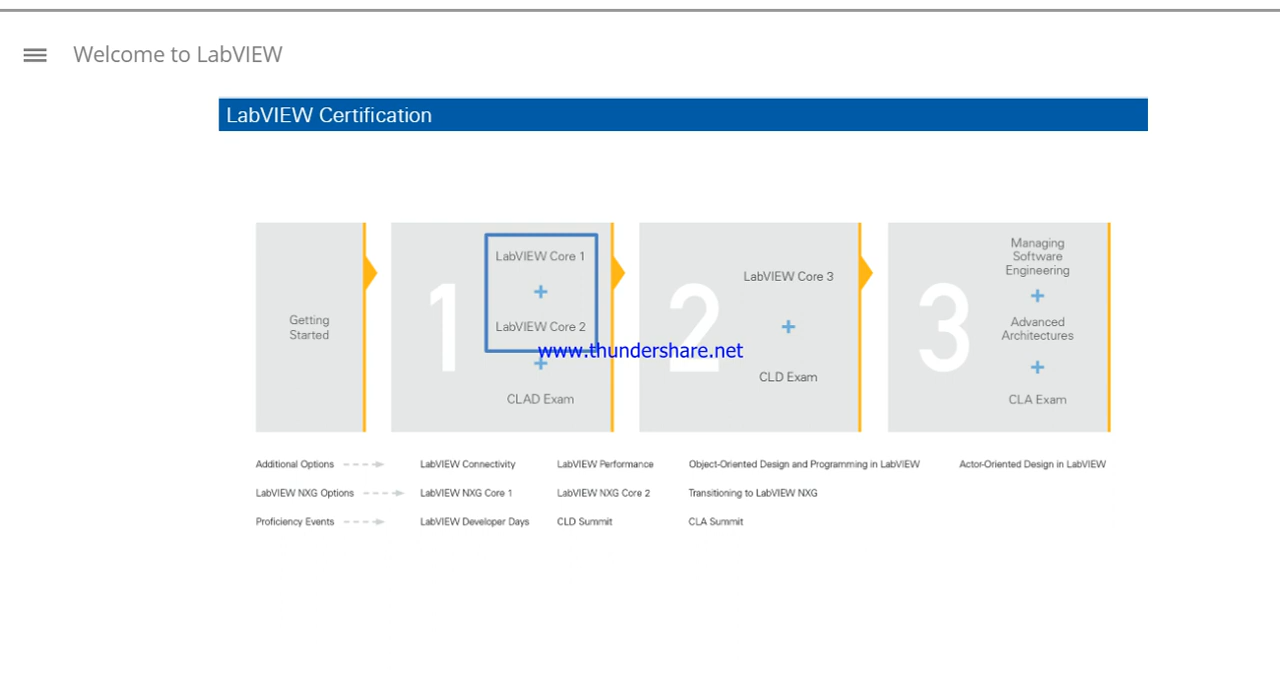 Welcome to LabVIEW
LabVIEW Certification
Getting
Started
1
LabVIEW Core 1
+
LabVIEW Core 2
+
CLAD Exam
2
LabVIEW Core 3
+
CLD Exam
3
Managing
Software
Engineering
+
Advanced
Architectures
+
CLA Exam
www.thundershare.net
Additional Options LabVIEW Connectivity LabVIEW Performance Object-Oriented Design and Programming in LabVIEW Actor-Oriented Design in LabVIEW
LabVIEW NXG Options LabVIEW NXG Core 1 LabVIEW NXG Core 2 Transitioning to LabVIEW NXG
Proficiency Events LabVIEW Developer Days CLD Summit CLA Summit